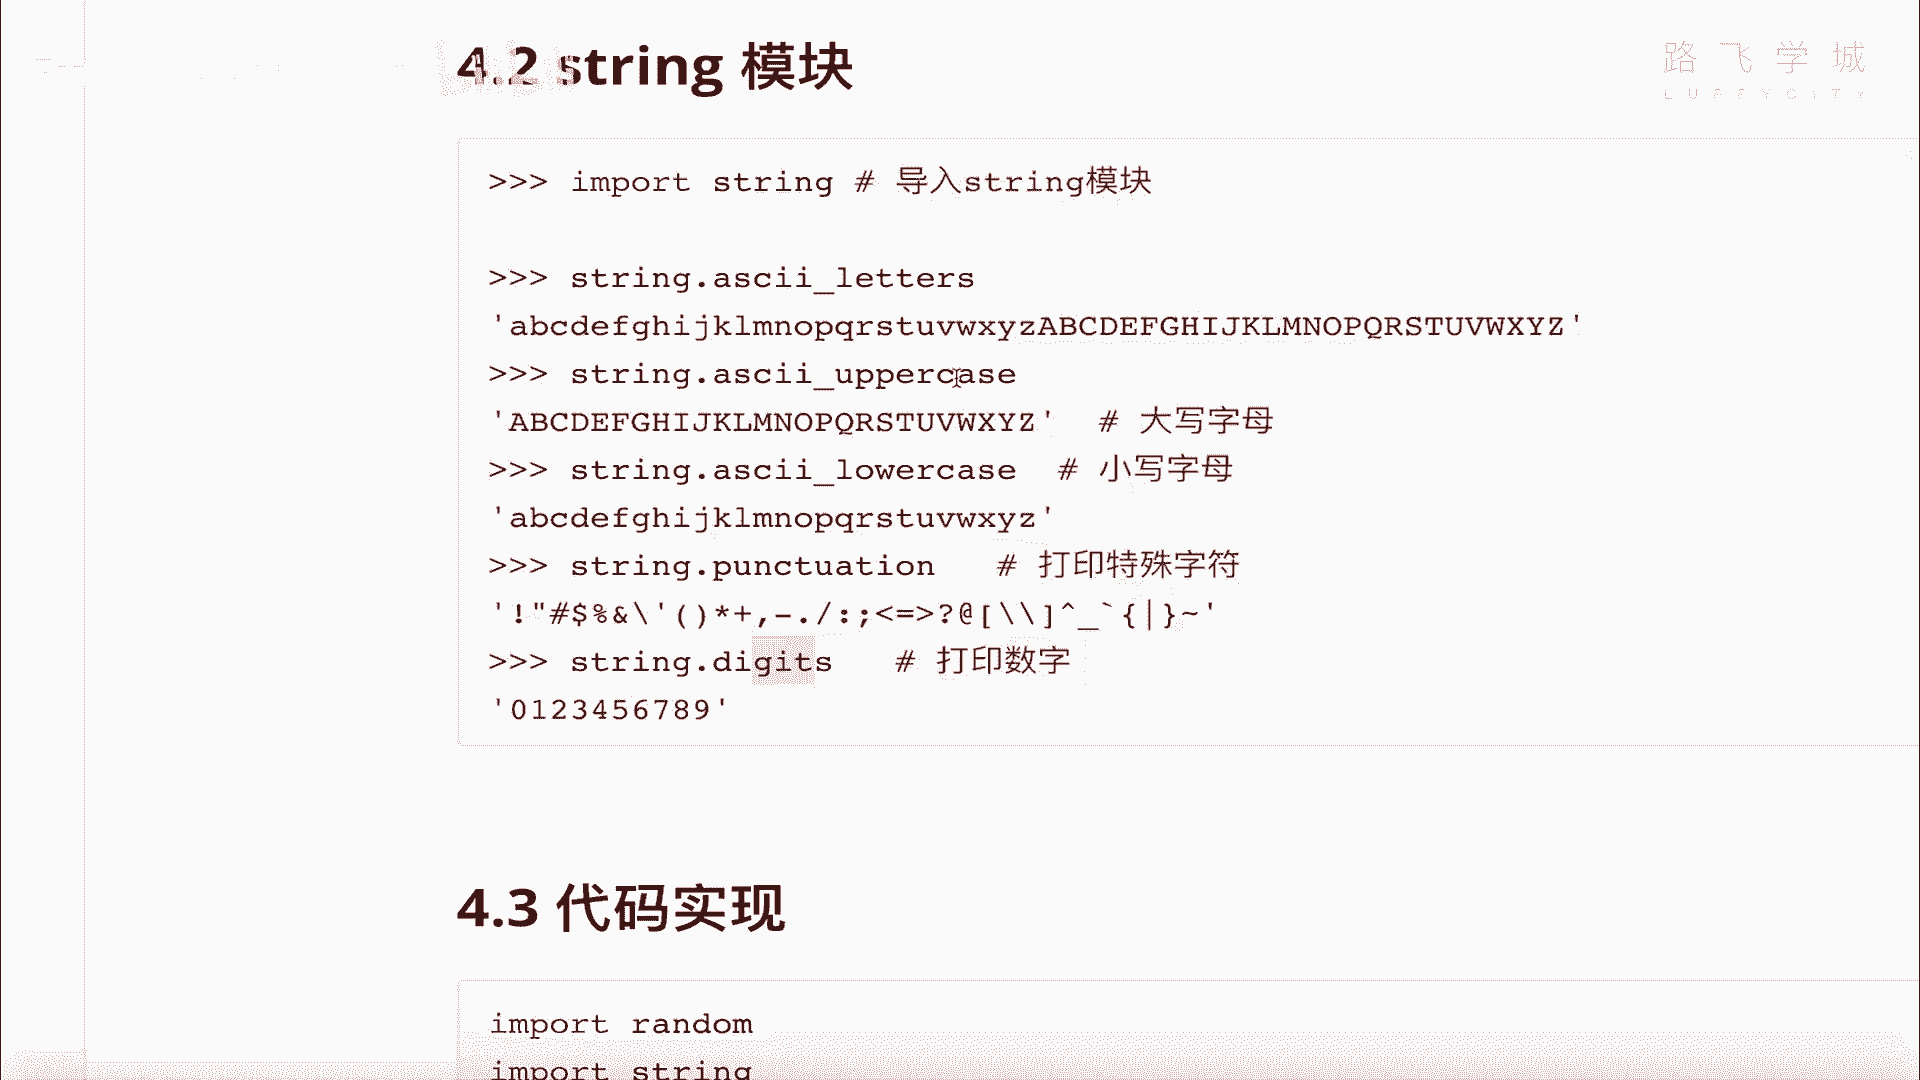 4.2 string 模块
路飞学城
LUFFYCITY
>>> import string # 导入string模块
>>> string.ascii_letters
'abcdefghijklmnopqrstuvwxyzABCDEFGHIJKLMNOPQRSTUVWXYZ'
>>> string.ascii_uppercase
'ABCDEFGHIJKLMNOPQRSTUVWXYZ'  # 大写字母
>>> string.ascii_lowercase  # 小写字母
'abcdefghijklmnopqrstuvwxyz'
>>> string.punctuation   # 打印特殊字符
'!"#$%&\'()*+,-./:;<=>?@[\\]^_`{|}~'
>>> string.digits   # 打印数字
'0123456789'
4.3 代码实现
import random
import string